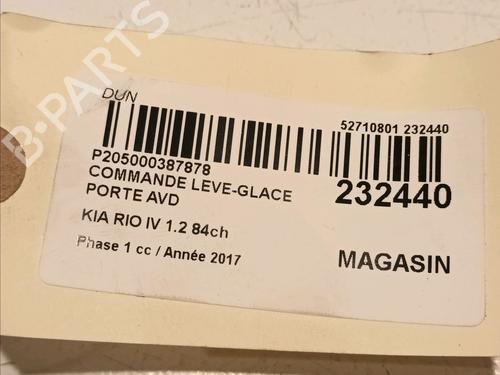 B-PARTS
DUN
52710801 232440
P205000387878
COMMANDE LEVE-GLACE
PORTE AVD
232440
KIA RIO IV 1.2 84ch
Phase 1 cc / Année 2017
MAGASIN